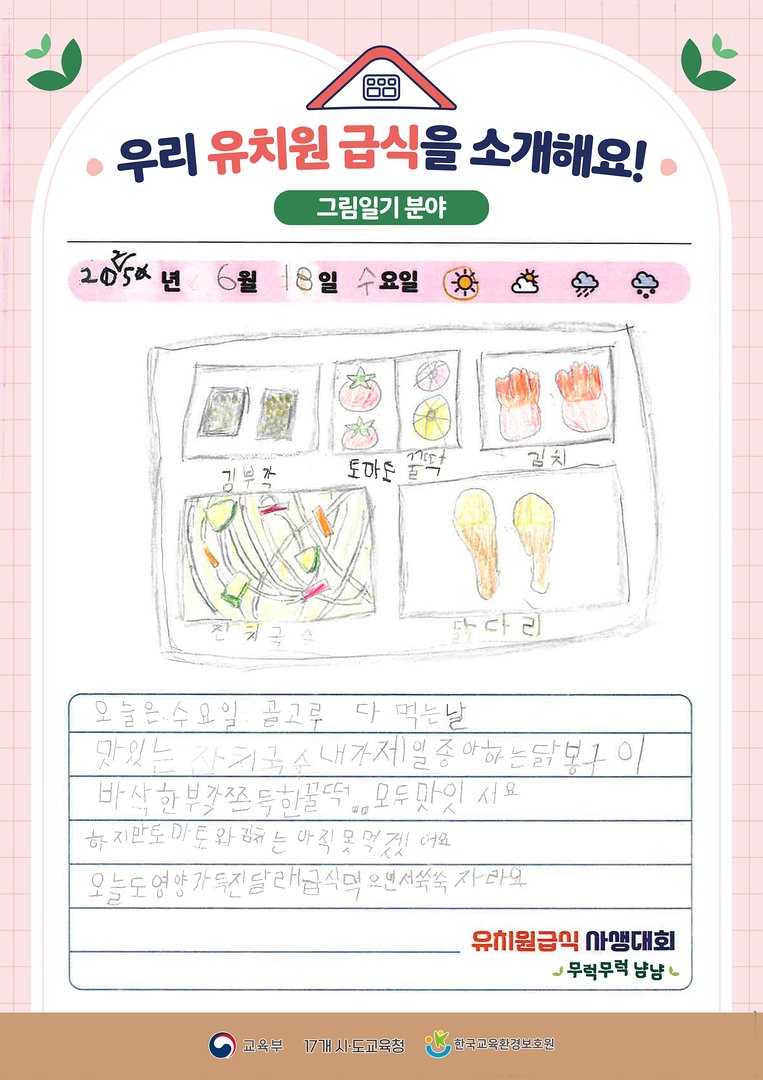 우리 유치원 급식을 소개해요!
그림일기 분야
2025년 6월 18일 수요일
김부각 토마토 꿀떡 김치
잔치국수 닭다리
오늘은 수요일 골고루 다 먹는날
맛있는 잔치국수 내가제일 종아하는 닭봉구이
바삭한부각쫀득한꿀떡.. 모두맛잇서요
하지만토마토와김치는 아직못먹겠어요
오늘도영양가득진달래급식먹으면서쑥쑥 자라요
유치원급식 사생대회
무럭무럭 냠냠
교육부 17개 시·도교육청 한국교육환경보호원